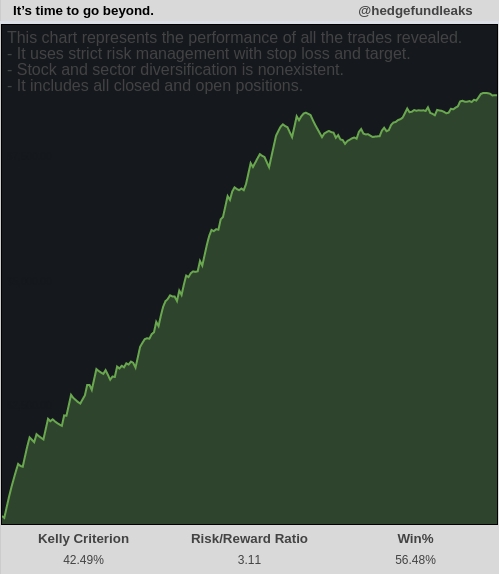 It's time to go beyond.
@hedgefundleaks
This chart represents the performance of all the trades revealed.
- It uses strict risk management with stop loss and target.
- Stock and sector diversification is nonexistent.
- It includes all closed and open positions.
Kelly Criterion Risk/Reward Ratio Win%
42.49% 3.11 56.48%